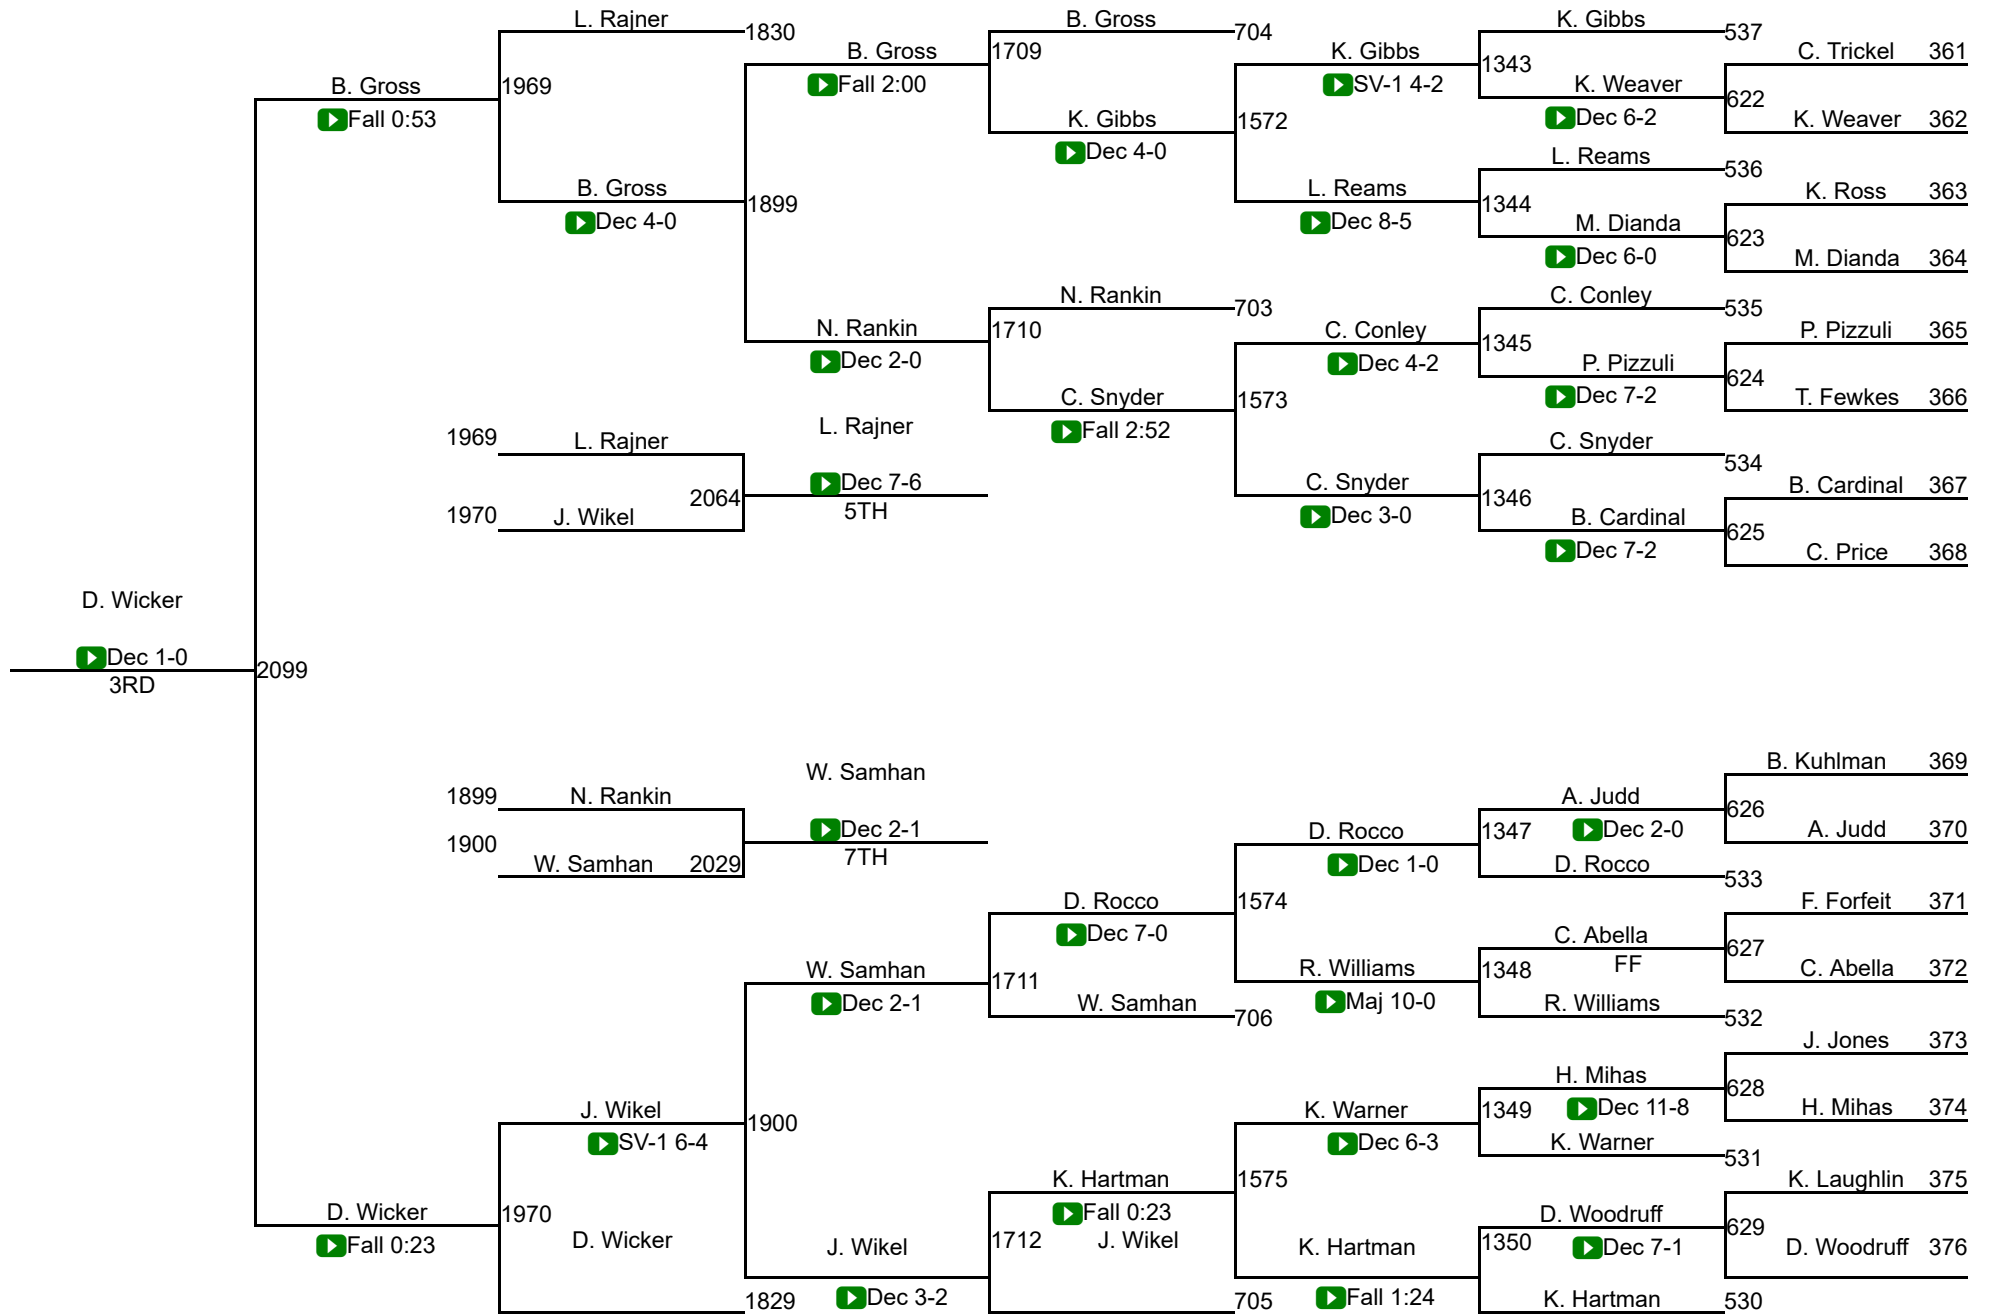 L. Rajner
1830
B. Gross
704
K. Gibbs
537
B. Gross
Fall 2:00
1709
K. Gibbs
SV-1 4-2
1343
C. Trickel 361
B. Gross
Fall 0:53
1969
K. Weaver
Dec 6-2
622
K. Gibbs
Dec 4-0
1572
K. Weaver 362
L. Reams
536
B. Gross
Dec 4-0
1899
L. Reams
Dec 8-5
1344
K. Ross 363
M. Dianda
Dec 6-0
623
M. Dianda 364
N. Rankin
703
C. Conley
535
N. Rankin
Dec 2-0
1710
C. Conley
Dec 4-2
1345
P. Pizzuli 365
P. Pizzuli
Dec 7-2
624
C. Snyder
Fall 2:52
1573
T. Fewkes 366
1969
L. Rajner
L. Rajner
C. Snyder
534
1970
J. Wikel
2064
Dec 7-6
5TH
C. Snyder
Dec 3-0
1346
B. Cardinal 367
B. Cardinal
Dec 7-2
625
C. Price 368
D. Wicker
Dec 1-0
3RD
2099
W. Samhan
B. Kuhlman 369
1899
N. Rankin
A. Judd
Dec 2-0
626
1900
W. Samhan
2029
Dec 2-1
7TH
D. Rocco
Dec 1-0
1347
A. Judd 370
D. Rocco
533
D. Rocco
Dec 7-0
1574
F. Forfeit 371
C. Abella
FF
627
W. Samhan
Dec 2-1
1711
R. Williams
Maj 10-0
1348
C. Abella 372
W. Samhan
706
R. Williams
532
J. Jones 373
H. Mihas
Dec 11-8
628
J. Wikel
SV-1 6-4
1900
K. Warner
Dec 6-3
1349
H. Mihas 374
K. Warner
531
K. Hartman
Fall 0:23
1575
K. Laughlin 375
D. Wicker
Fall 0:23
1970
D. Woodruff
Dec 7-1
629
D. Wicker
J. Wikel
Dec 3-2
1712
J. Wikel
K. Hartman
Fall 1:24
1350
D. Woodruff 376
1829
705
K. Hartman
530